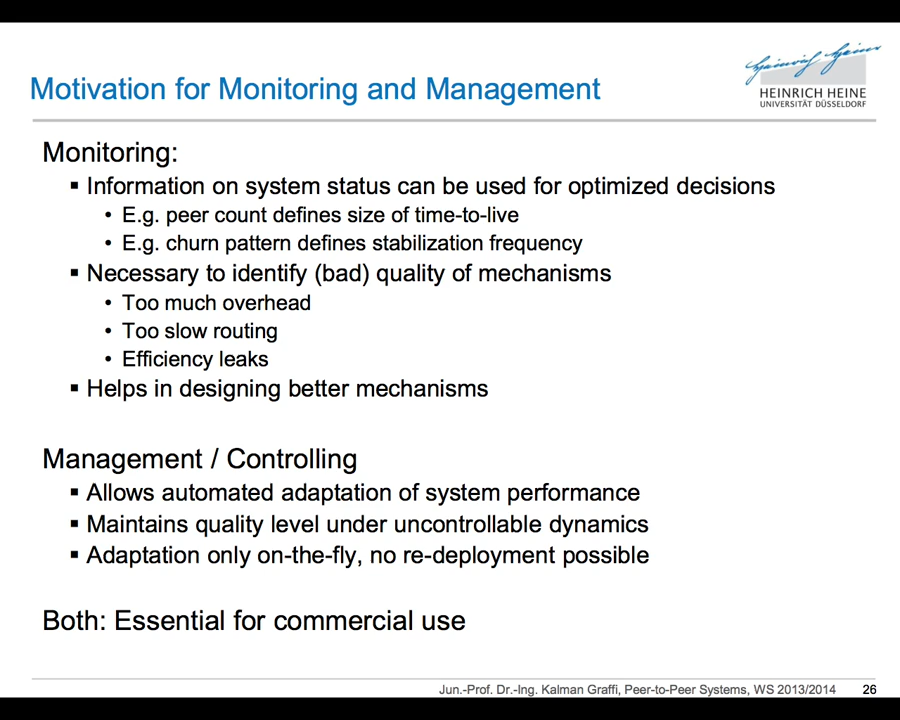 Motivation for Monitoring and Management
Heinrich Heine
HEINRICH HEINE
UNIVERSITÄT DÜSSELDORF
Monitoring:
▪ Information on system status can be used for optimized decisions
• E.g. peer count defines size of time-to-live
• E.g. churn pattern defines stabilization frequency
▪ Necessary to identify (bad) quality of mechanisms
• Too much overhead
• Too slow routing
• Efficiency leaks
▪ Helps in designing better mechanisms
Management / Controlling
▪ Allows automated adaptation of system performance
▪ Maintains quality level under uncontrollable dynamics
▪ Adaptation only on-the-fly, no re-deployment possible
Both: Essential for commercial use
Jun.-Prof. Dr.-Ing. Kalman Graffi, Peer-to-Peer Systems, WS 2013/2014 26